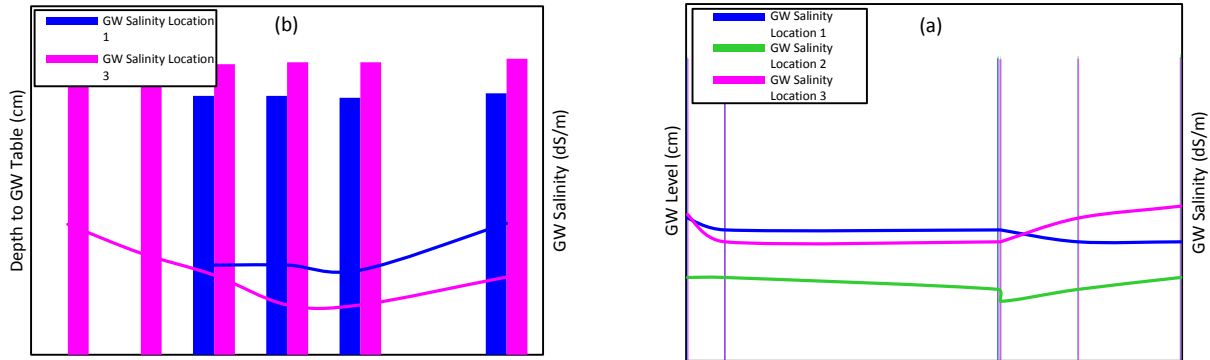 (b)
GW Salinity Location
1
GW Salinity Location
3
Depth to GW Table (cm)
GW Salinity (dS/m)
(a)
GW Salinity
Location 1
GW Salinity
Location 2
GW Salinity
Location 3
GW Level (cm)
GW Salinity (dS/m)